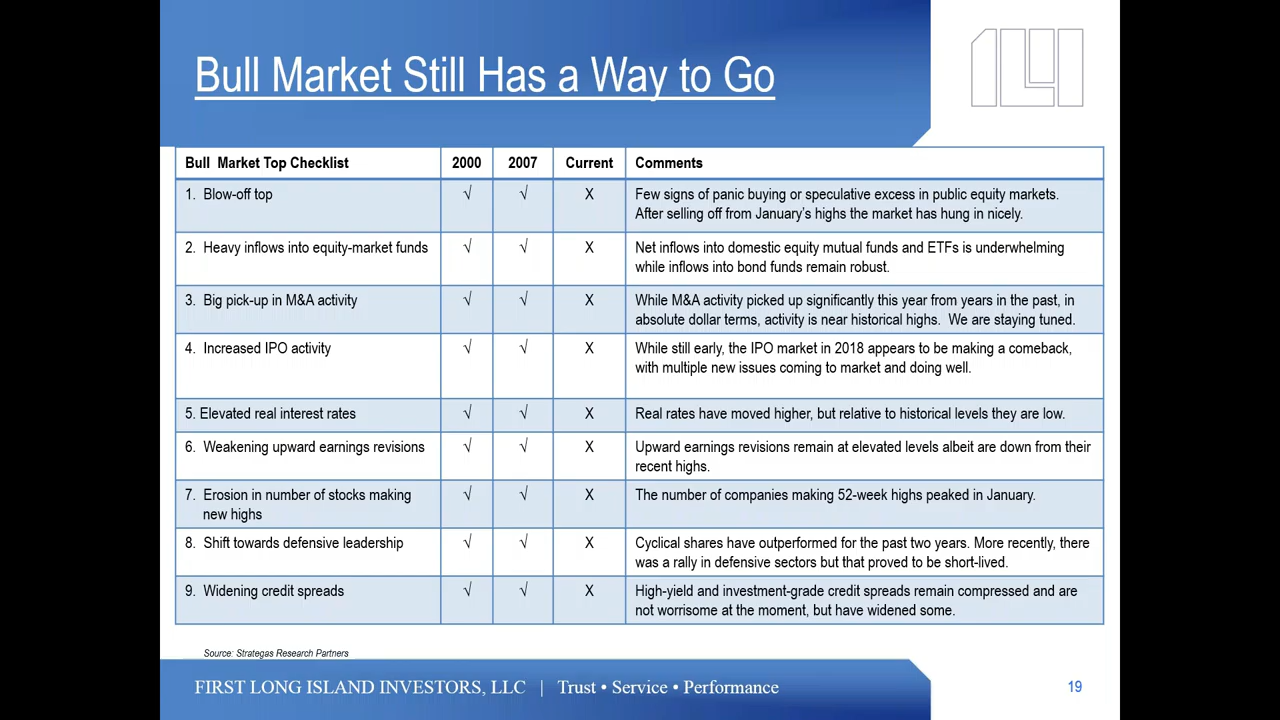 Bull Market Still Has a Way to Go
Bull Market Top Checklist 2000 2007 Current Comments
1. Blow-off top √ √ X Few signs of panic buying or speculative excess in public equity markets.
After selling off from January's highs the market has hung in nicely.
2. Heavy inflows into equity-market funds √ √ X Net inflows into domestic equity mutual funds and ETFs is underwhelming
while inflows into bond funds remain robust.
3. Big pick-up in M&A activity √ √ X While M&A activity picked up significantly this year from years in the past, in
absolute dollar terms, activity is near historical highs. We are staying tuned.
4. Increased IPO activity √ √ X While still early, the IPO market in 2018 appears to be making a comeback,
with multiple new issues coming to market and doing well.
5. Elevated real interest rates √ √ X Real rates have moved higher, but relative to historical levels they are low.
6. Weakening upward earnings revisions √ √ X Upward earnings revisions remain at elevated levels albeit are down from their
recent highs.
7. Erosion in number of stocks making √ √ X The number of companies making 52-week highs peaked in January.
new highs
8. Shift towards defensive leadership √ √ X Cyclical shares have outperformed for the past two years. More recently, there
was a rally in defensive sectors but that proved to be short-lived.
9. Widening credit spreads √ √ X High-yield and investment-grade credit spreads remain compressed and are
not worrisome at the moment, but have widened some.
Source: Strategas Research Partners
FIRST LONG ISLAND INVESTORS, LLC | Trust • Service • Performance 19